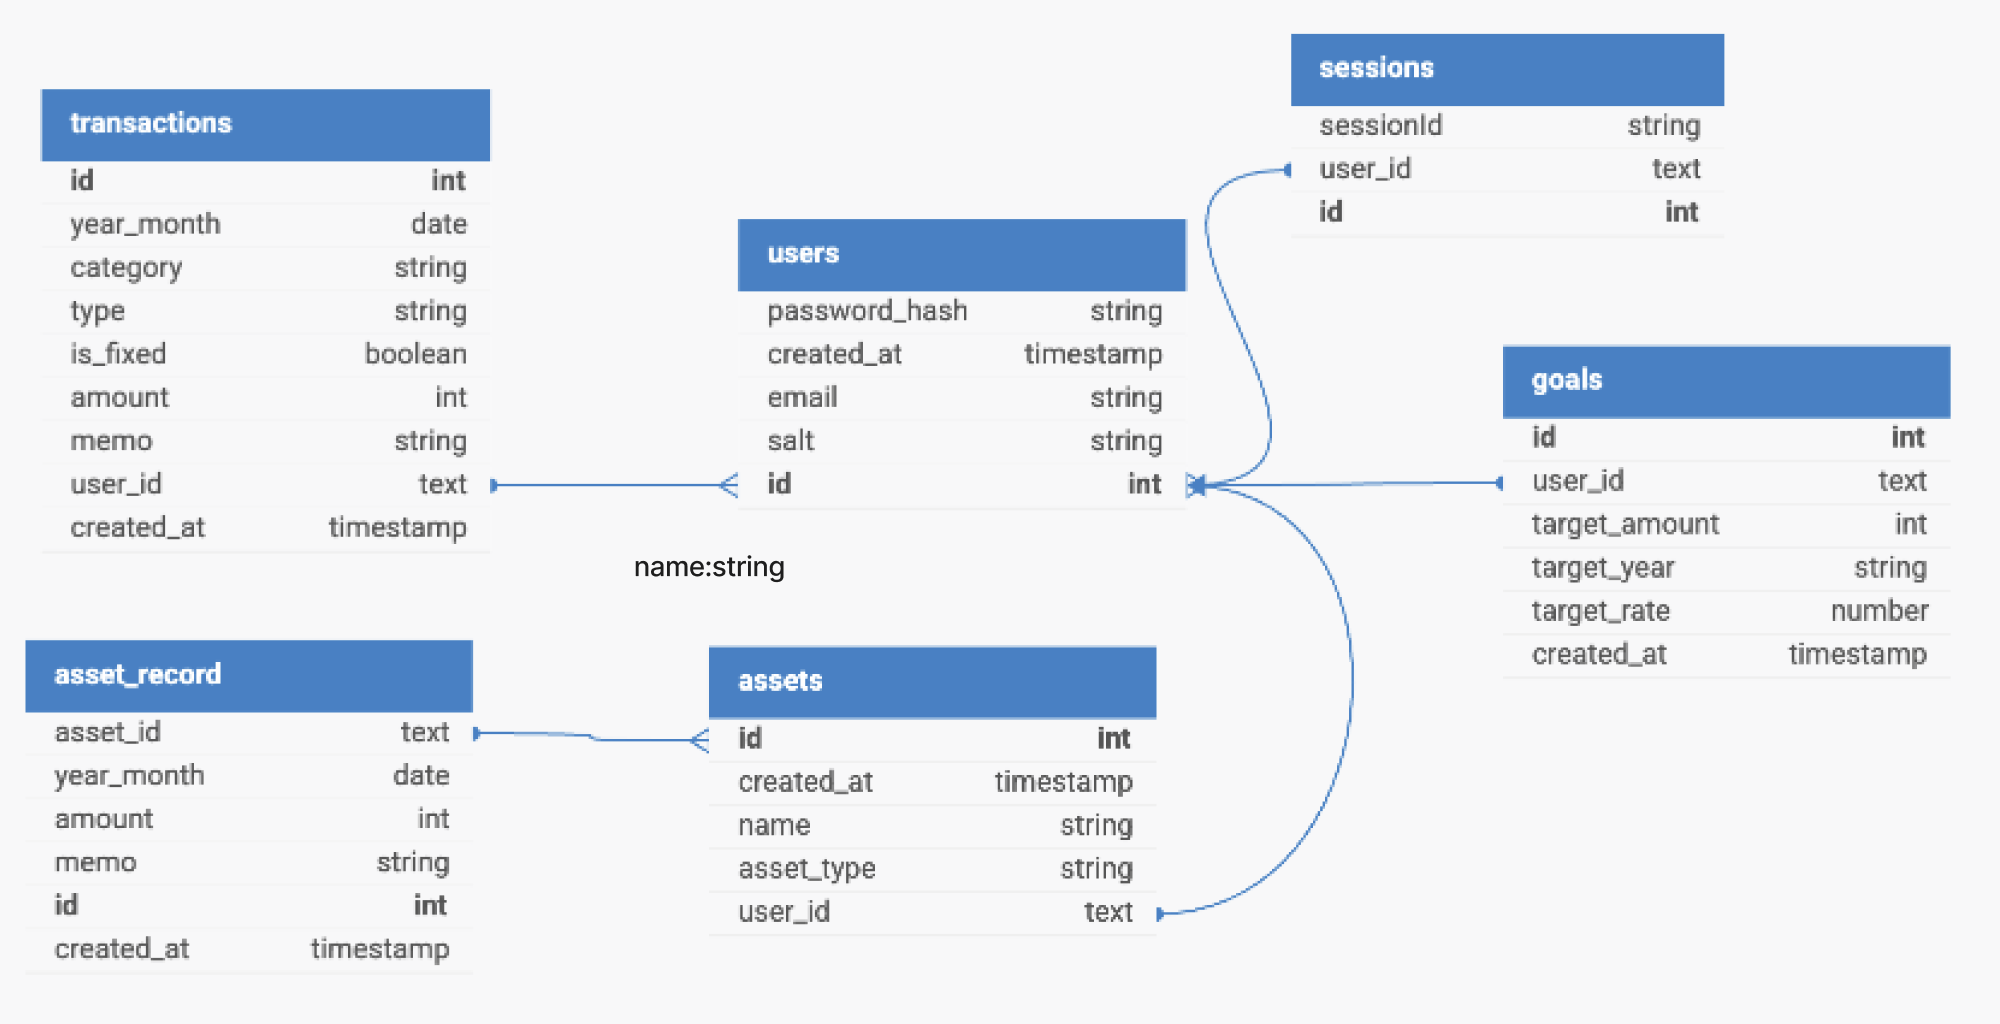 transactions
id int
year_month date
category string
type string
is_fixed boolean
amount int
memo string
user_id text
created_at timestamp
users
password_hash string
created_at timestamp
email string
salt string
id int
name:string
sessions
sessionId string
user_id text
id int
goals
id int
user_id text
target_amount int
target_year string
target_rate number
created_at timestamp
asset_record
asset_id text
year_month date
amount int
memo string
id int
created_at timestamp
assets
id int
created_at timestamp
name string
asset_type string
user_id text